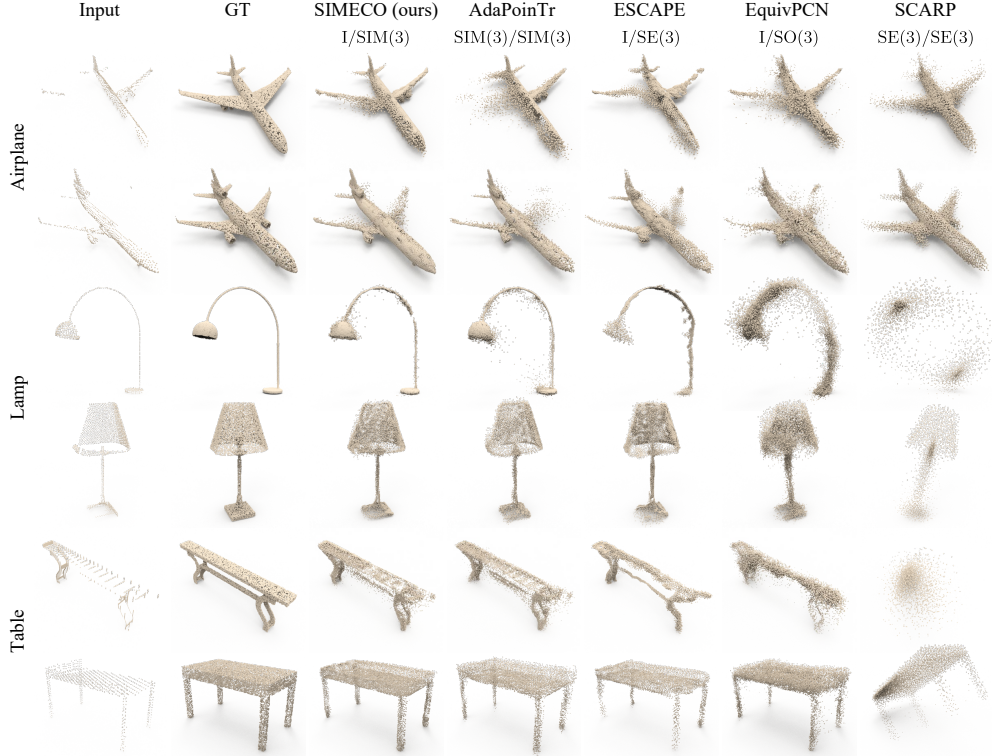 Input GT SIMECO (ours) AdaPoinTr ESCAPE EquivPCN SCARP
I/SIM(3) SIM(3)/SIM(3) I/SE(3) I/SO(3) SE(3)/SE(3)
Airplane
Lamp
Table